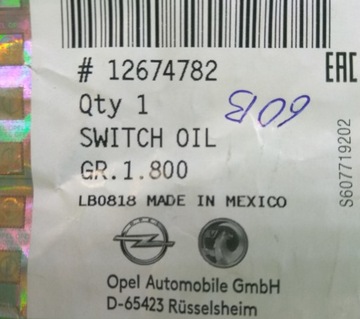 # 12674782
EAC
Qty 1
SWITCH OIL
GR.1.800
LB0818 MADE IN MEXICO
S607719202
Opel Automobile GmbH
D-65423 Rüsselsheim